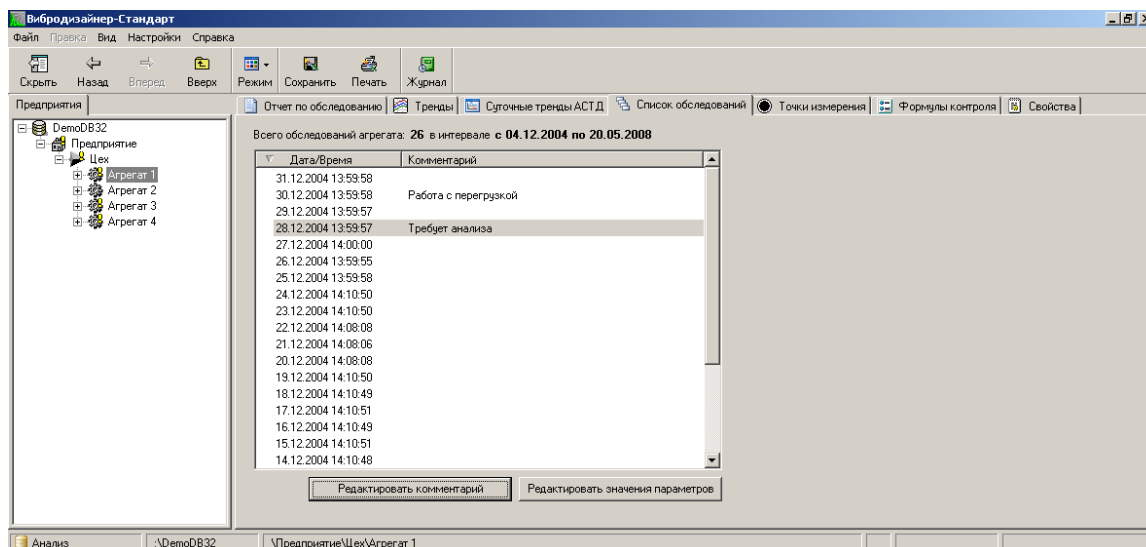 Вибродизайнер-Стандарт
Файл Правка Вид Настройки Справка
Скрыть Назад Вперед Вверх Режим Сохранить Печать Журнал
Предприятия Отчет по обследованию Тренды Суточные тренды АСТД Список обследований Точки измерения Формулы контроля Свойства
DemoDB32
Предприятие
Цех
Агрегат 1
Агрегат 2
Агрегат 3
Агрегат 4
Всего обследований агрегата: 26 в интервале с 04.12.2004 по 20.05.2008
Дата/Время Комментарий
31.12.2004 13:59:58
30.12.2004 13:59:58 Работа с перегрузкой
29.12.2004 13:59:57
28.12.2004 13:59:57 Требует анализа
27.12.2004 14:00:00
26.12.2004 13:59:55
25.12.2004 13:59:58
24.12.2004 14:10:50
23.12.2004 14:10:50
22.12.2004 14:08:08
21.12.2004 14:08:06
20.12.2004 14:08:08
19.12.2004 14:10:50
18.12.2004 14:10:49
17.12.2004 14:10:51
16.12.2004 14:10:49
15.12.2004 14:10:51
14.12.2004 14:10:48
Редактировать комментарий Редактировать значения параметров
Анализ :\DemoDB32 \Предприятие\Цех\Агрегат 1